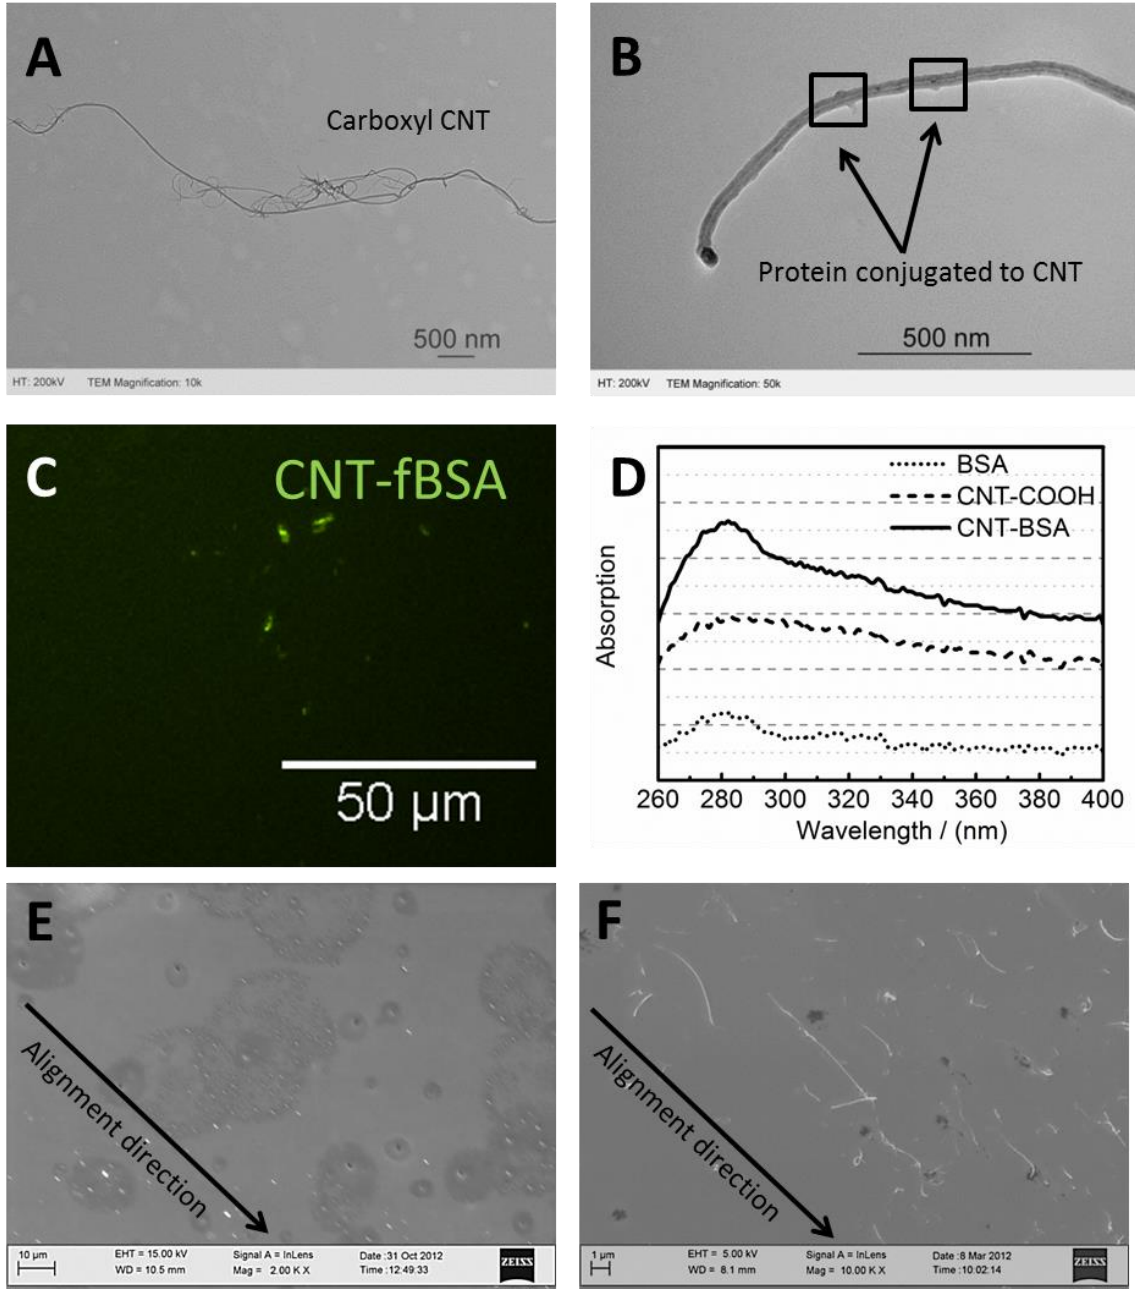 A
Carboxyl CNT
500 nm
HT: 200kV TEM Magnification: 10k
B
Protein conjugated to CNT
500 nm
HT: 200kV TEM Magnification: 50k
C
CNT-fBSA
50 µm
D
BSA
CNT-COOH
CNT-BSA
Absorption
260 280 300 320 340 360 380 400
Wavelength / (nm)
E
Alignment direction
10 µm EHT = 15.00 kV Signal A = InLens Date :31 Oct 2012
WD = 10.5 mm Mag = 2.00 K X Time :12:49:33
ZEISS
F
Alignment direction
1 µm EHT = 5.00 kV Signal A = InLens Date :8 Mar 2012
WD = 8.1 mm Mag = 10.00 K X Time :10:02:14
ZEISS